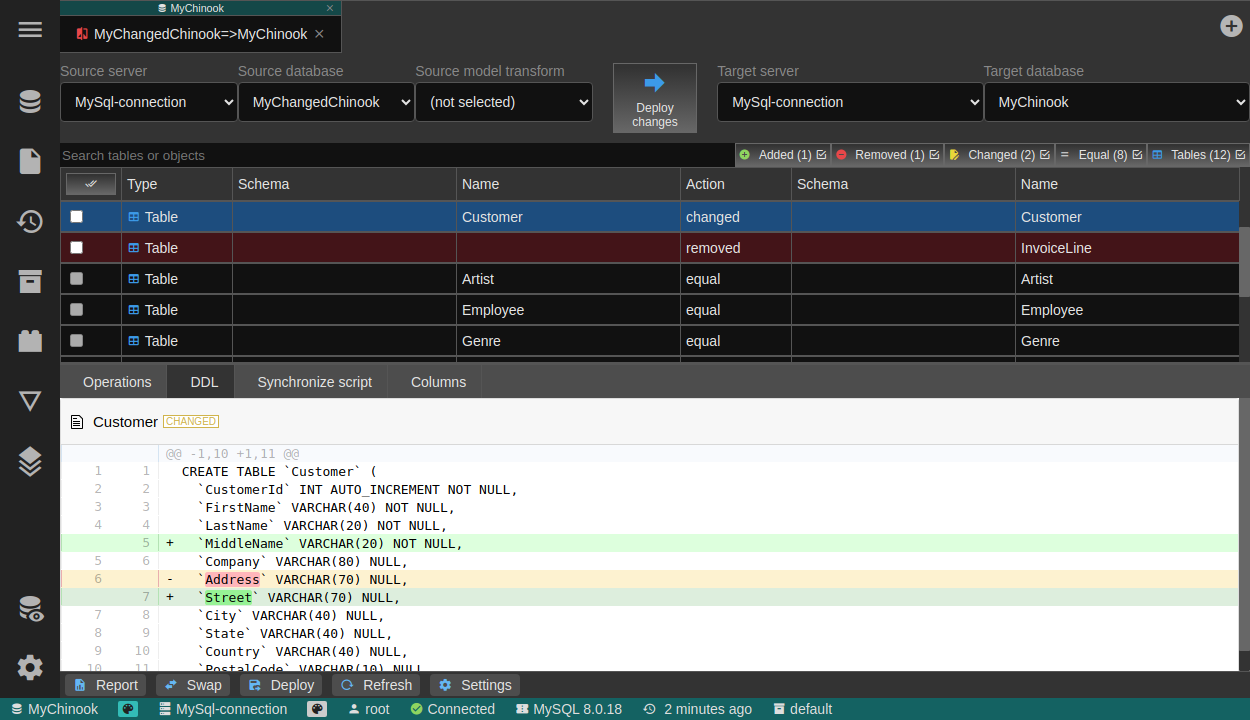 MyChinook
MyChangedChinook=>MyChinook
Source server
Source database
Source model transform
Target server
Target database
MySql-connection
MyChangedChinook
(not selected)
Deploy
changes
MySql-connection
MyChinook
Search tables or objects
Added (1)
Removed (1)
Changed (2)
= Equal (8)
Tables (12)
Type Schema Name Action Schema Name
Table Customer changed Customer
Table removed InvoiceLine
Table Artist equal Artist
Table Employee equal Employee
Table Genre equal Genre
Operations DDL Synchronize script Columns
Customer CHANGED
@@ -1,10 +1,11 @@
1 1 CREATE TABLE `Customer` (
2 2 `CustomerId` INT AUTO_INCREMENT NOT NULL,
3 3 `FirstName` VARCHAR(40) NOT NULL,
4 4 `LastName` VARCHAR(20) NOT NULL,
5 + `MiddleName` VARCHAR(20) NOT NULL,
5 6 `Company` VARCHAR(80) NULL,
6 - `Address` VARCHAR(70) NULL,
7 + `Street` VARCHAR(70) NULL,
7 8 `City` VARCHAR(40) NULL,
8 9 `State` VARCHAR(40) NULL,
9 10 `Country` VARCHAR(40) NULL,
10 11 `PostalCode` VARCHAR(10) NULL
Report Swap Deploy Refresh Settings
MyChinook MySql-connection root Connected MySQL 8.0.18 2 minutes ago default